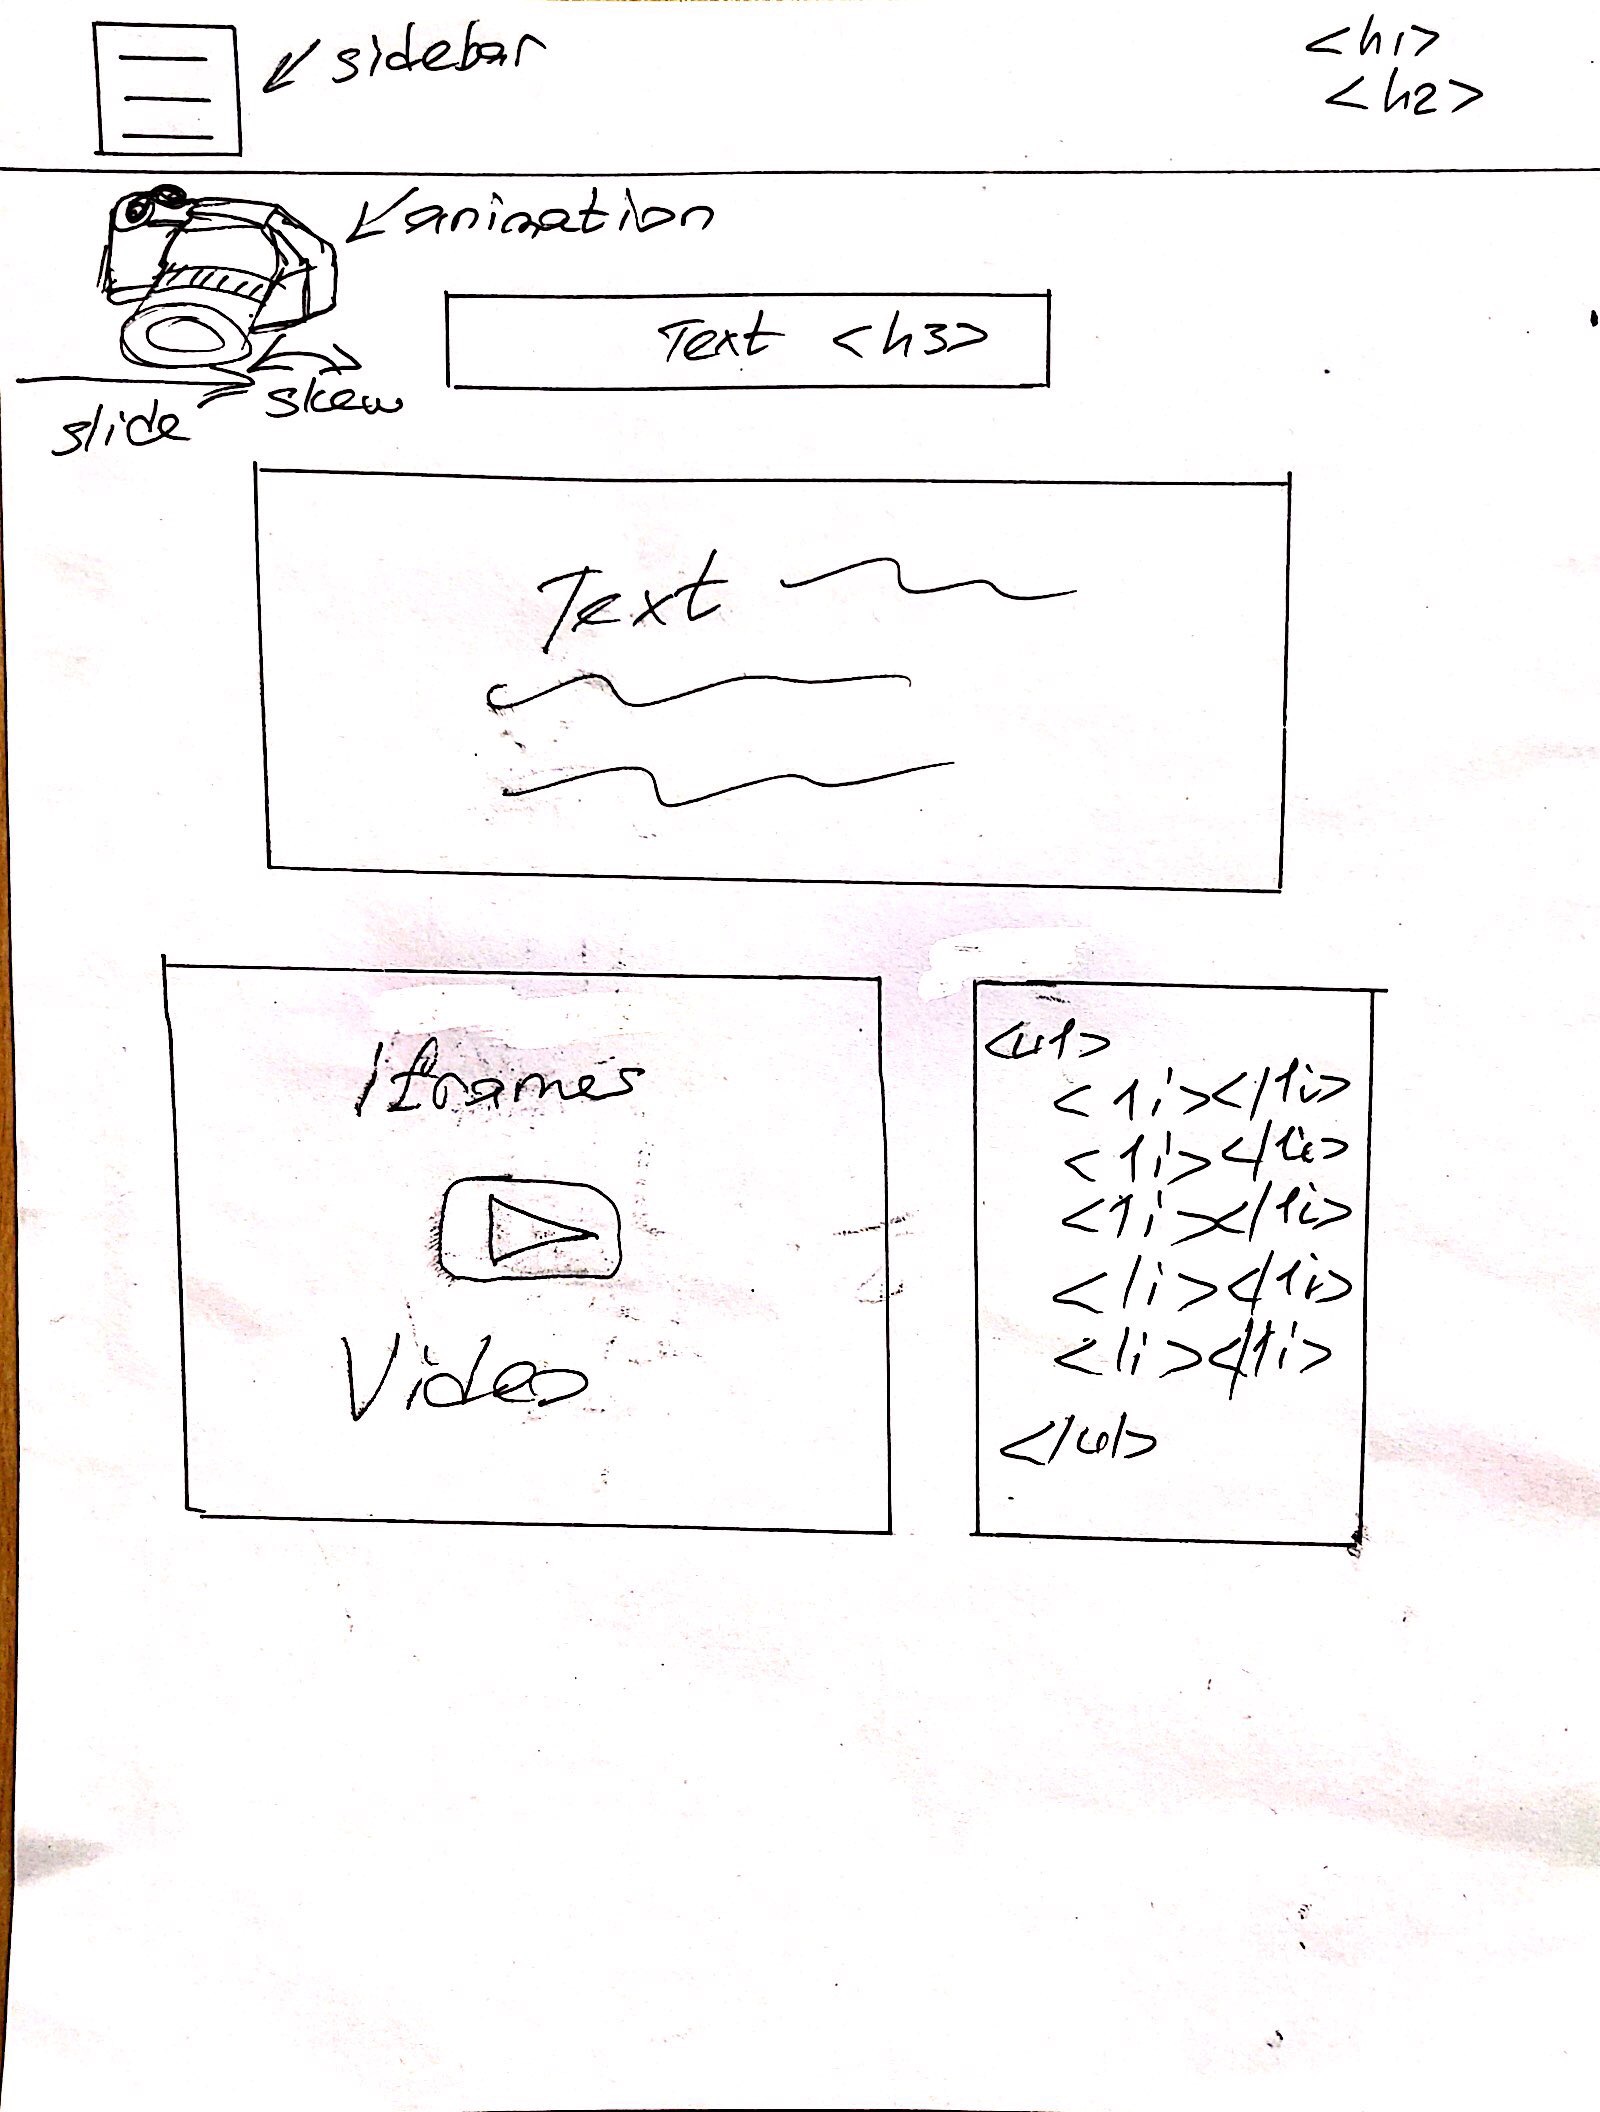 sidebar
<h1>
<h2>
animation
Text <h3>
skew
slide
Text
Iframes
Video
<ul>
<li></li>
<li></li>
<li></li>
<li></li>
<li></li>
</ul>